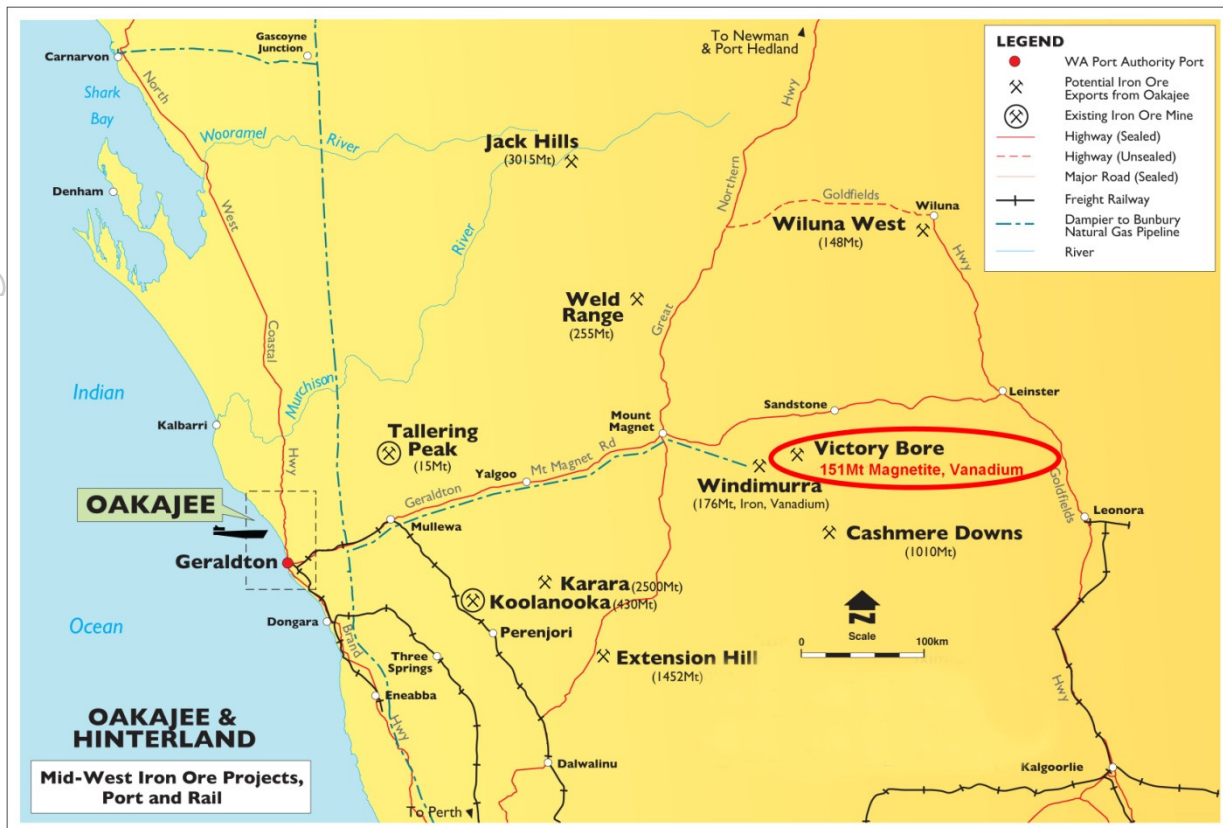 To Newman
& Port Hedland
LEGEND
WA Port Authority Port
Potential Iron Ore
Exports from Oakajee
Existing Iron Ore Mine
Highway (Sealed)
Highway (Unsealed)
Major Road (Sealed)
Freight Railway
Dampier to Bunbury
Natural Gas Pipeline
River
Gascoyne
Junction
Carnarvon
Shark
Bay
North
West
Coastal
Hwy
Wooramel
River
Jack Hills
(3015Mt)
Denham
River
Murchison
Northern
Hwy
Great
Goldfields
Wiluna
Wiluna West
(148Mt)
Hwy
Weld
Range
(255Mt)
Indian
Kalbarri
Leinster
Sandstone
Mount
Magnet
Tallering
Peak
(15Mt)
Yalgoo
Geraldton
Mt Magnet Rd
Victory Bore
151Mt Magnetite, Vanadium
Windimurra
(176Mt, Iron, Vanadium)
Goldfields
Hwy
OAKAJEE
Mullewa
Leonora
Cashmere Downs
(1010Mt)
Geraldton
Karara (2500Mt)
Koolanooka (430Mt)
N
Scale
0 100km
Ocean
Dongara
Brand
Hwy
Perenjori
Three
Springs
Eneabba
Extension Hill
(1452Mt)
OAKAJEE &
HINTERLAND
Mid-West Iron Ore Projects,
Port and Rail
Dalwalinu
Kalgoorlie
To Perth